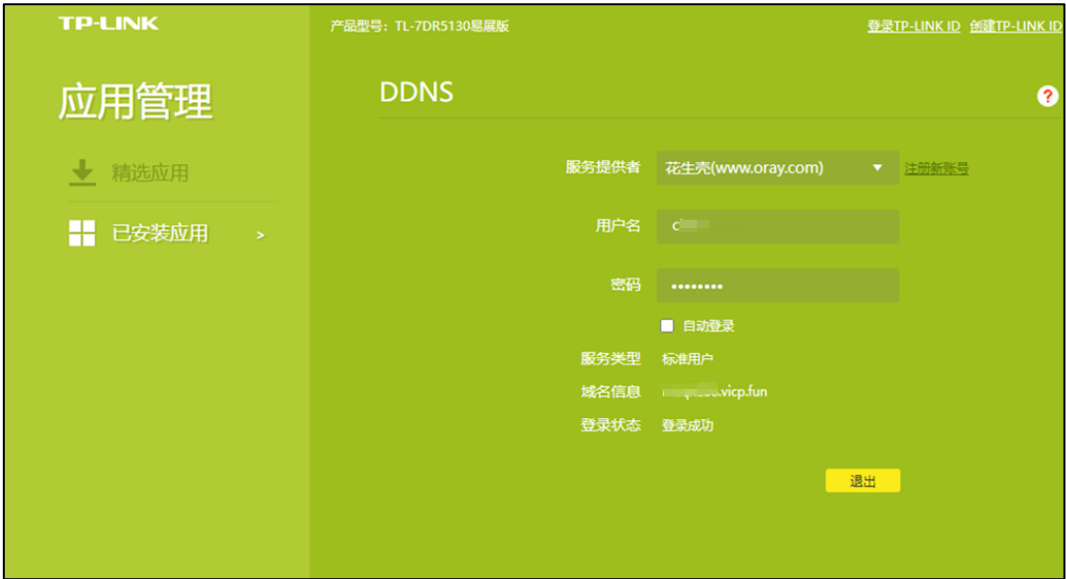 TP-LINK
产品型号：TL-7DR5130易展版
登录TP-LINK ID 创建TP-LINK ID
应用管理
精选应用
已安装应用 >
DDNS
?
服务提供者 花生壳(www.oray.com) 注册新账号
用户名 c
密码 ••••••••
自动登录
服务类型 标准用户
域名信息 .vicp.fun
登录状态 登录成功
退出